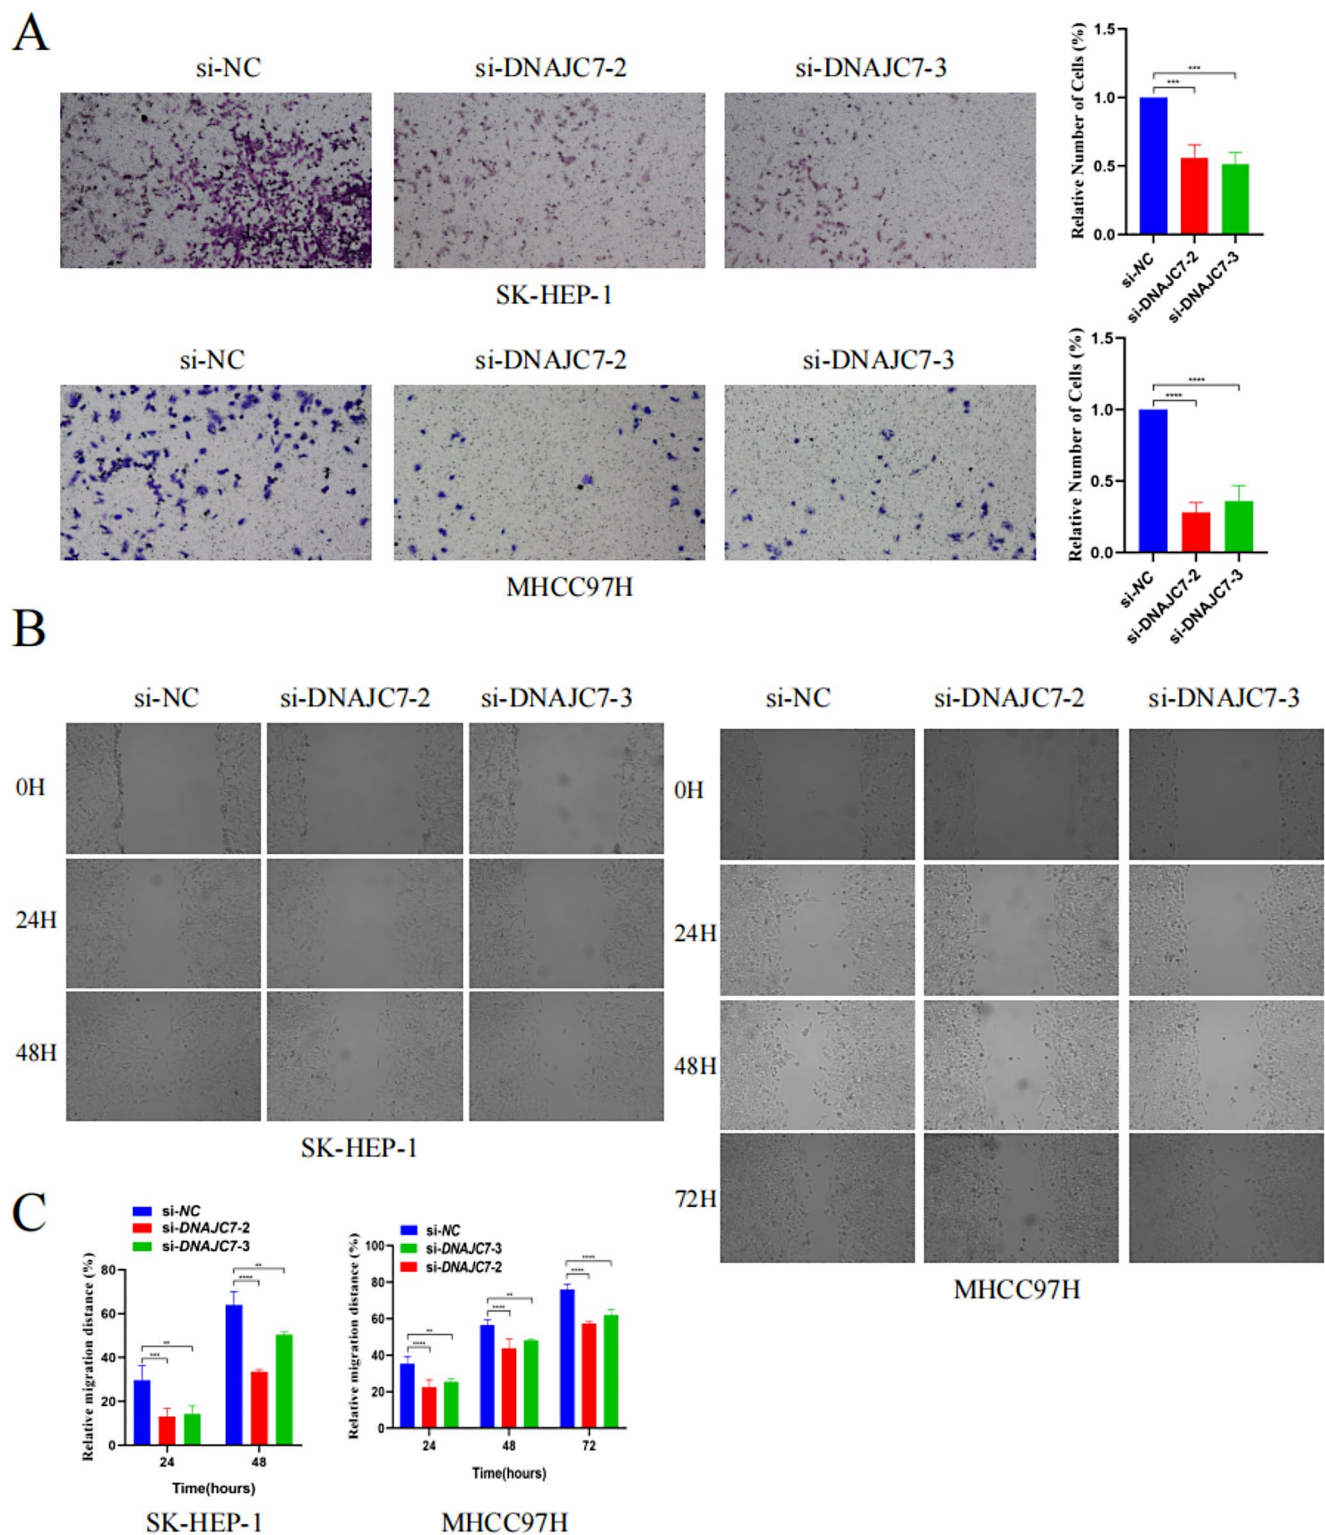 A
si-NC
si-DNAJC7-2
si-DNAJC7-3
SK-HEP-1
Relative Number of Cells (%)
1.5
1.0
0.5
0.0
***
***
si-NC
si-DNAJC7-2
si-DNAJC7-3
si-NC
si-DNAJC7-2
si-DNAJC7-3
MHCC97H
Relative Number of Cells (%)
1.5
1.0
0.5
0.0
****
****
si-NC
si-DNAJC7-2
si-DNAJC7-3
B
si-NC
si-DNAJC7-2
si-DNAJC7-3
0H
24H
48H
SK-HEP-1
si-NC
si-DNAJC7-2
si-DNAJC7-3
0H
24H
48H
72H
MHCC97H
C
si-NC
si-DNAJC7-2
si-DNAJC7-3
Relative migration distance (%)
80
60
40
20
0
**
***
**
****
24
48
Time(hours)
SK-HEP-1
si-NC
si-DNAJC7-3
si-DNAJC7-2
Relative migration distance (%)
100
80
60
40
20
0
**
****
**
****
****
****
24
48
72
Time(hours)
MHCC97H